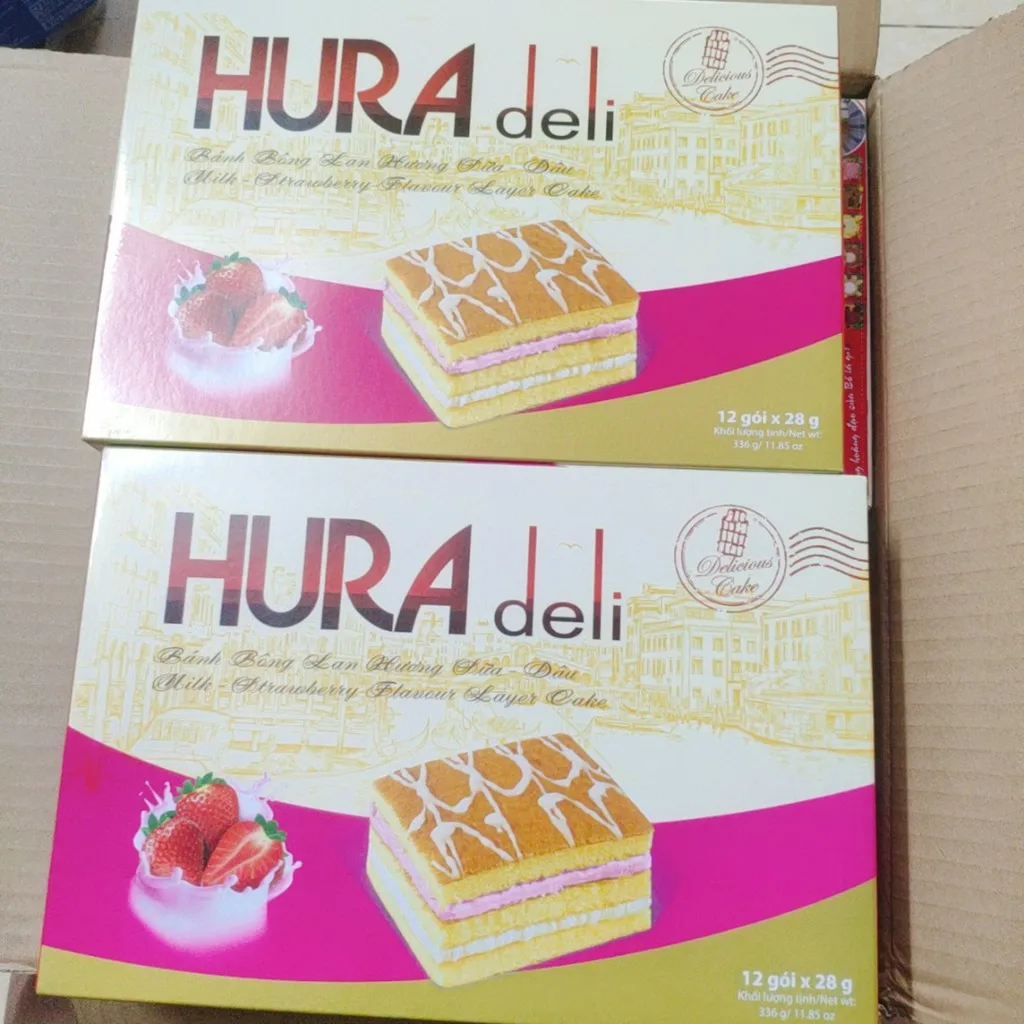 HURA deli
Delicious
Cake
Bánh Bông Lan Hương Sữa - Dâu
Milk - Strawberry Flavour Layer Cake
12 gói x 28 g
Khối lượng tịnh/Net wt:
336 g/ 11.85 oz
HURA deli
Delicious
Cake
Bánh Bông Lan Hương Sữa - Dâu
Milk - Strawberry Flavour Layer Cake
12 gói x 28 g
Khối lượng tịnh/Net wt:
336 g/ 11.85 oz